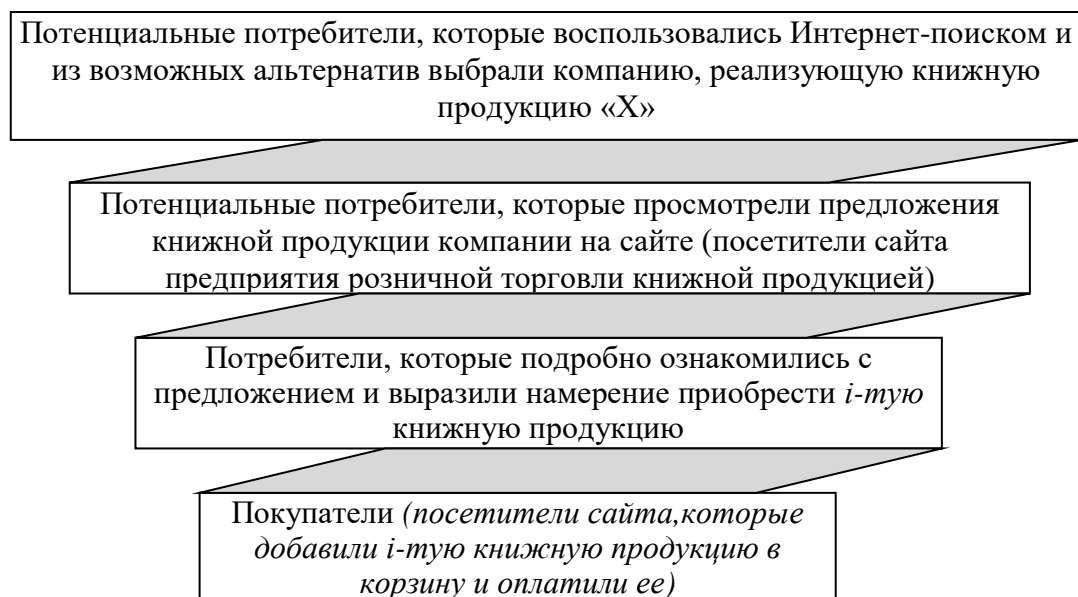 Потенциальные потребители, которые воспользовались Интернет-поиском и
из возможных альтернатив выбрали компанию, реализующую книжную
продукцию «Х»
Потенциальные потребители, которые просмотрели предложения
книжной продукции компании на сайте (посетители сайта
предприятия розничной торговли книжной продукцией)
Потребители, которые подробно ознакомились с
предложением и выразили намерение приобрести i-тую
книжную продукцию
Покупатели (посетители сайта,которые
добавили i-тую книжную продукцию в
корзину и оплатили ее)